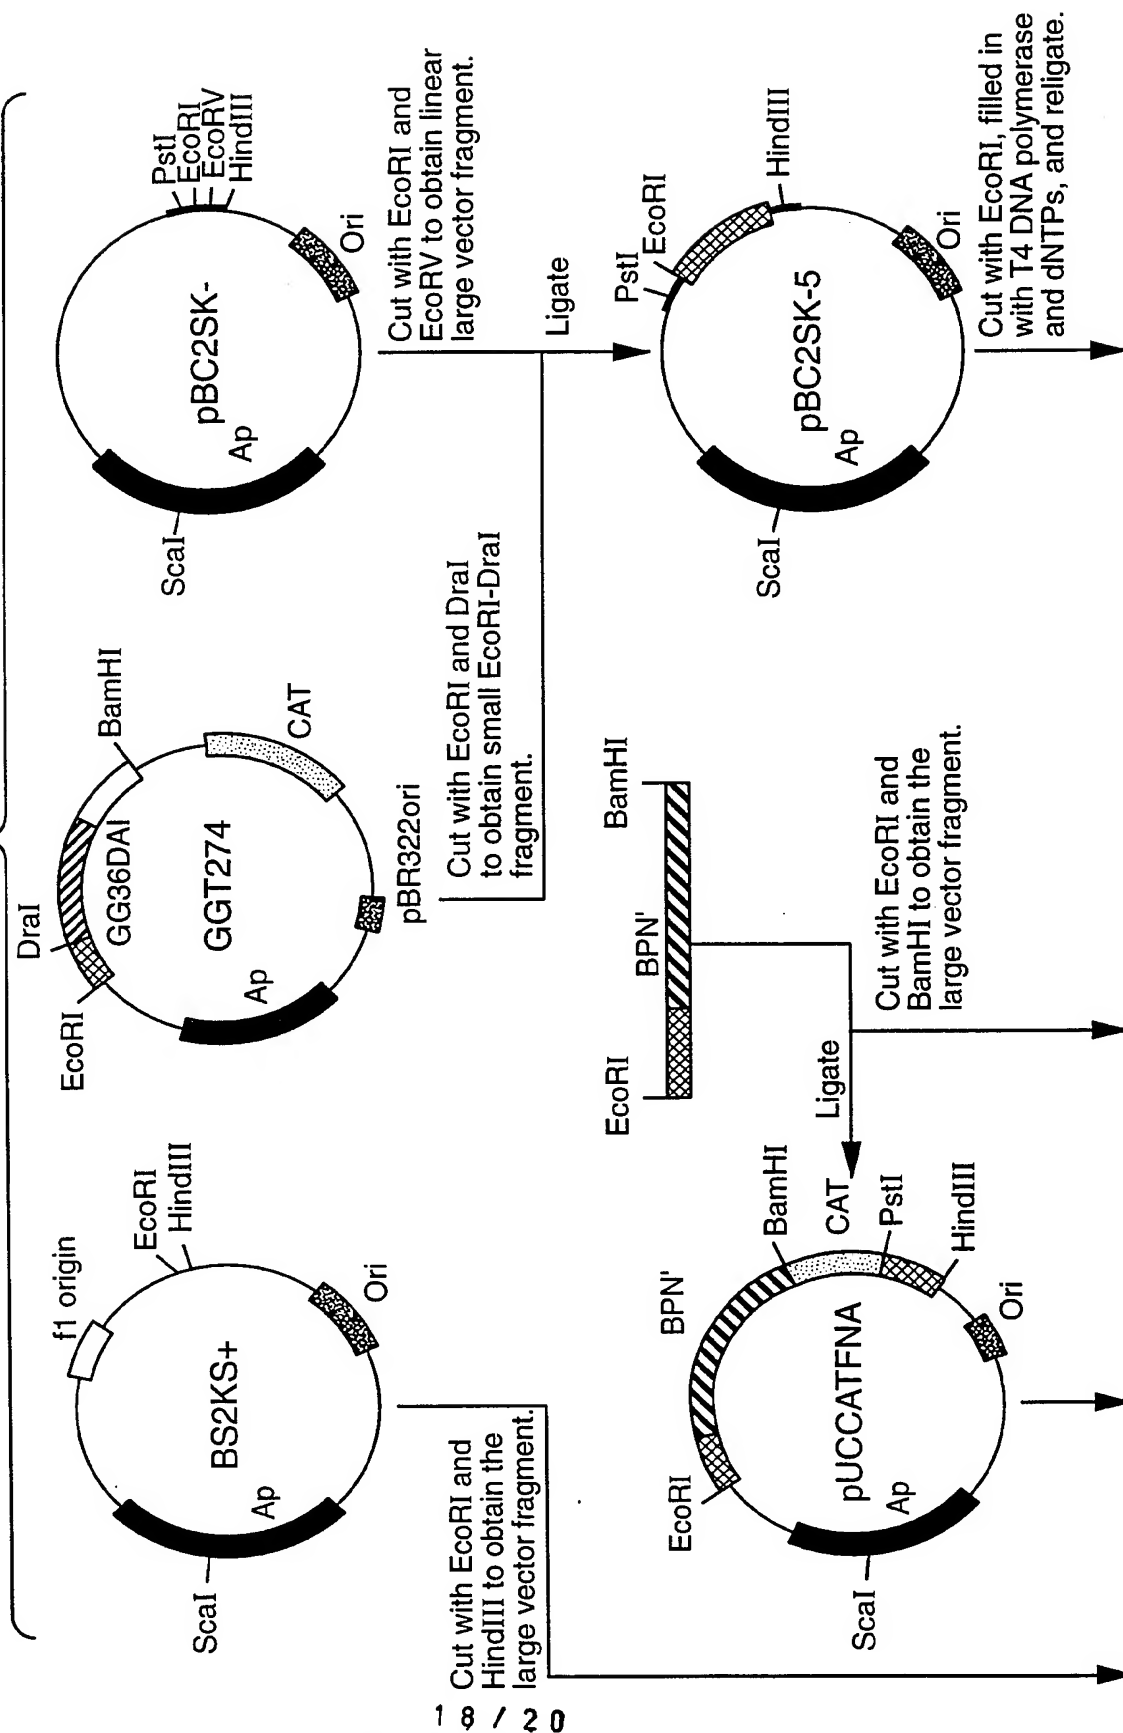 ScaI
f1 origin
EcoRI
HindIII
BS2KS+
Ap
Ori
Cut with EcoRI and
HindIII to obtain the
large vector fragment.
EcoRI
DraI
BamHI
GG36DAI
GGT274
Ap
CAT
pBR322ori
Cut with EcoRI and DraI
to obtain small EcoRI-DraI
fragment.
ScaI
PstI
EcoRI
EcoRV
HindIII
pBC2SK-
Ap
Ori
Cut with EcoRI and
EcoRV to obtain linear
large vector fragment.
Ligate
EcoRI
BPN'
BamHI
CAT
PstI
HindIII
pUCCATFNA
Ap
ScaI
Ori
EcoRI
BPN'
BamHI
Ligate
Cut with EcoRI and
BamHI to obtain the
large vector fragment.
ScaI
PstI
EcoRI
HindIII
pBC2SK-5
Ap
Ori
Cut with EcoRI, filled in
with T4 DNA polymerase
and dNTPs, and religate.
18/20